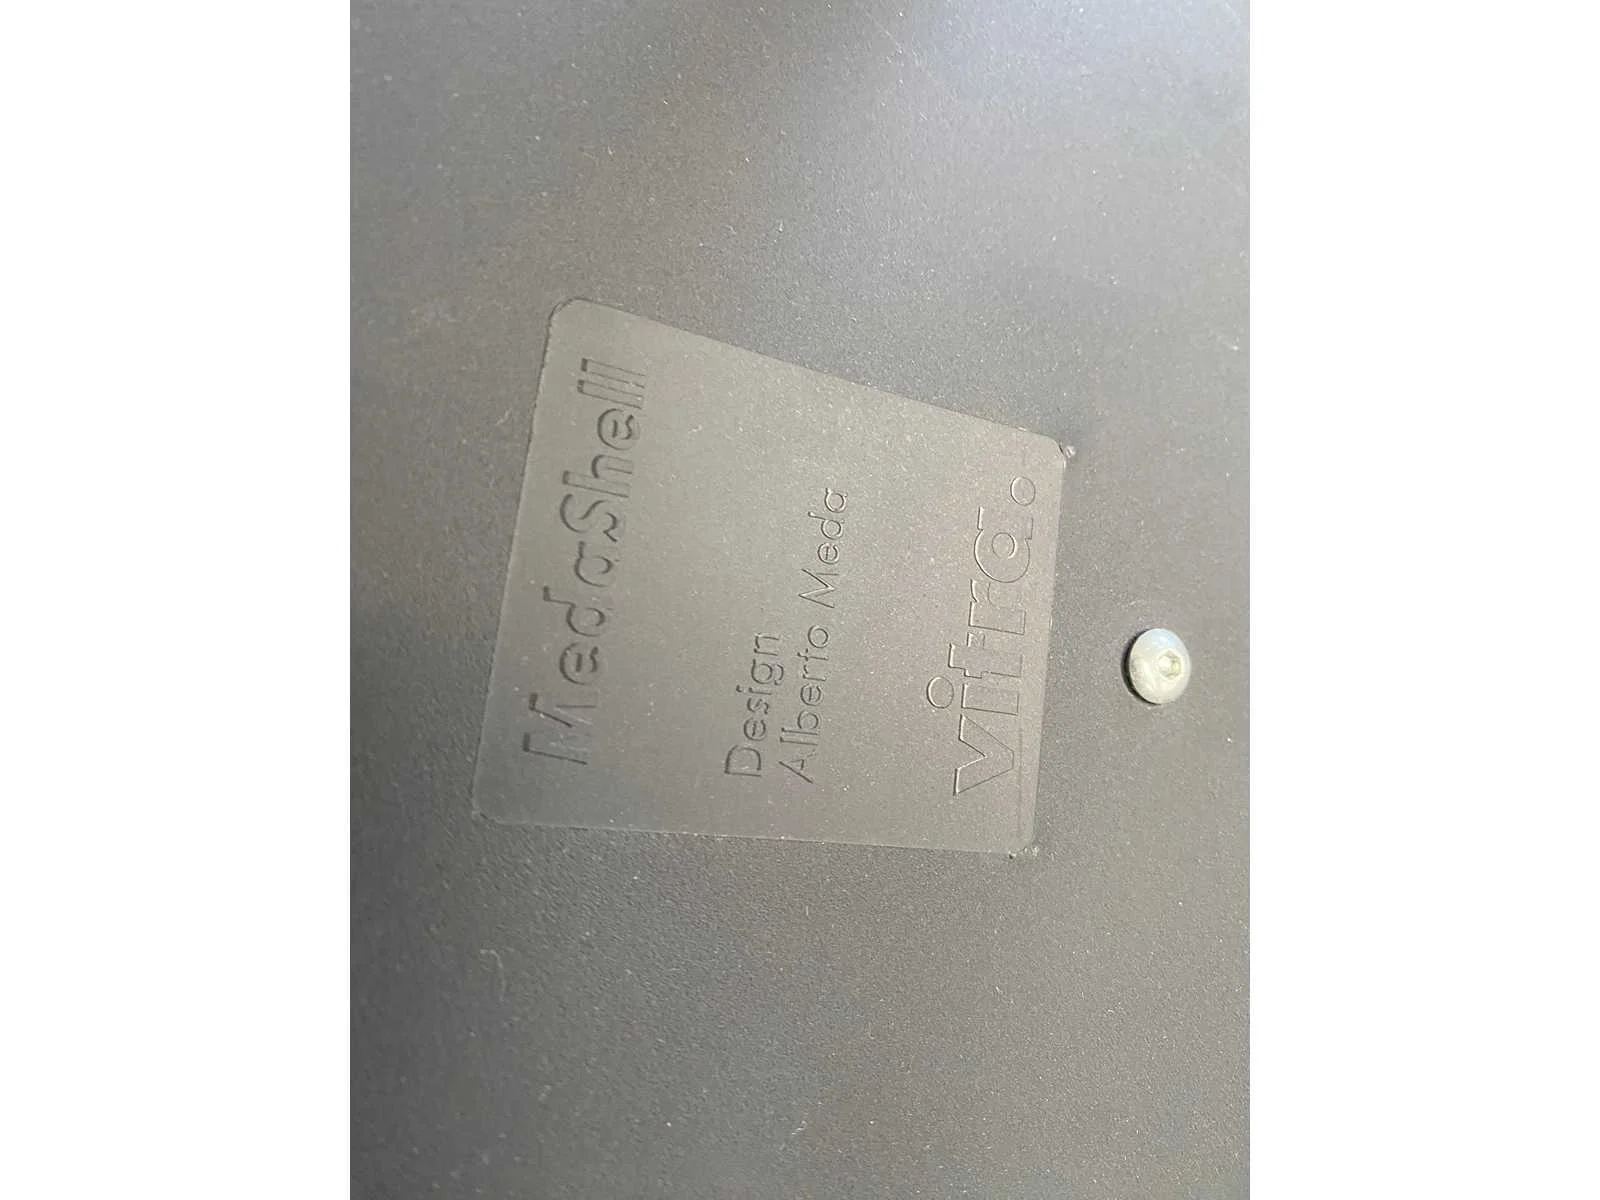 MedaShell
Design
Alberto Meda
vitra.